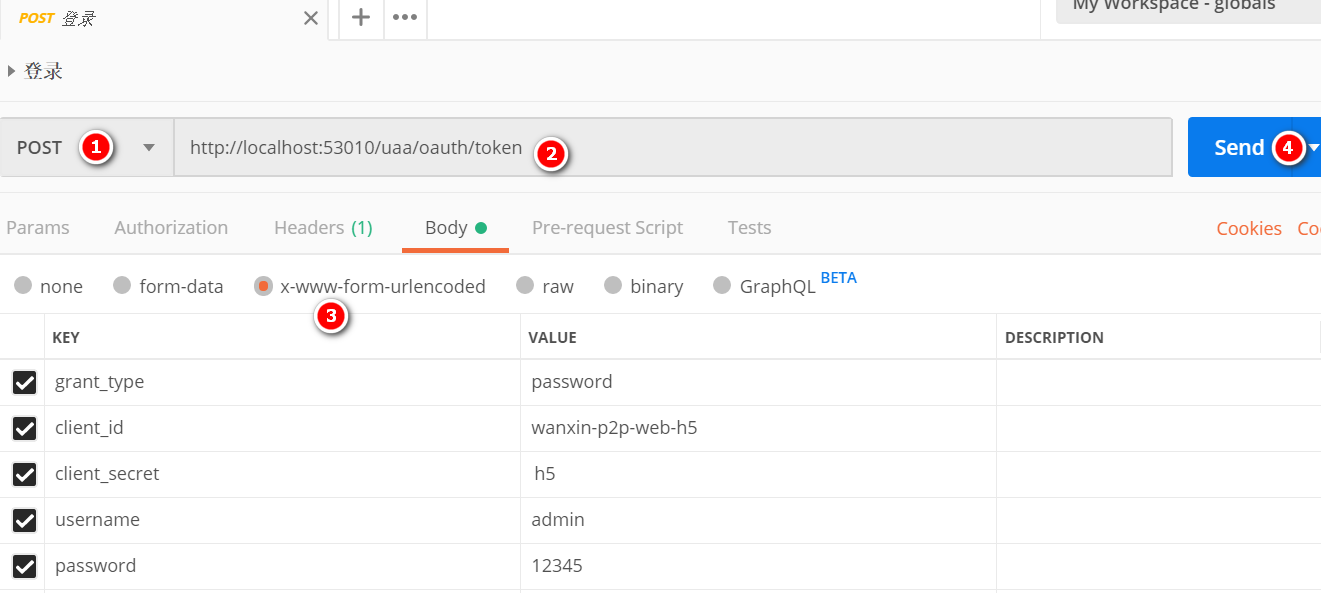 POST 登录
My Workspace - globals
登录
POST 1 http://localhost:53010/uaa/oauth/token 2 Send 4
Params Authorization Headers (1) Body Pre-request Script Tests Cookies Co
none form-data x-www-form-urlencoded raw binary GraphQL BETA
3
KEY VALUE DESCRIPTION
grant_type password
client_id wanxin-p2p-web-h5
client_secret h5
username admin
password 12345